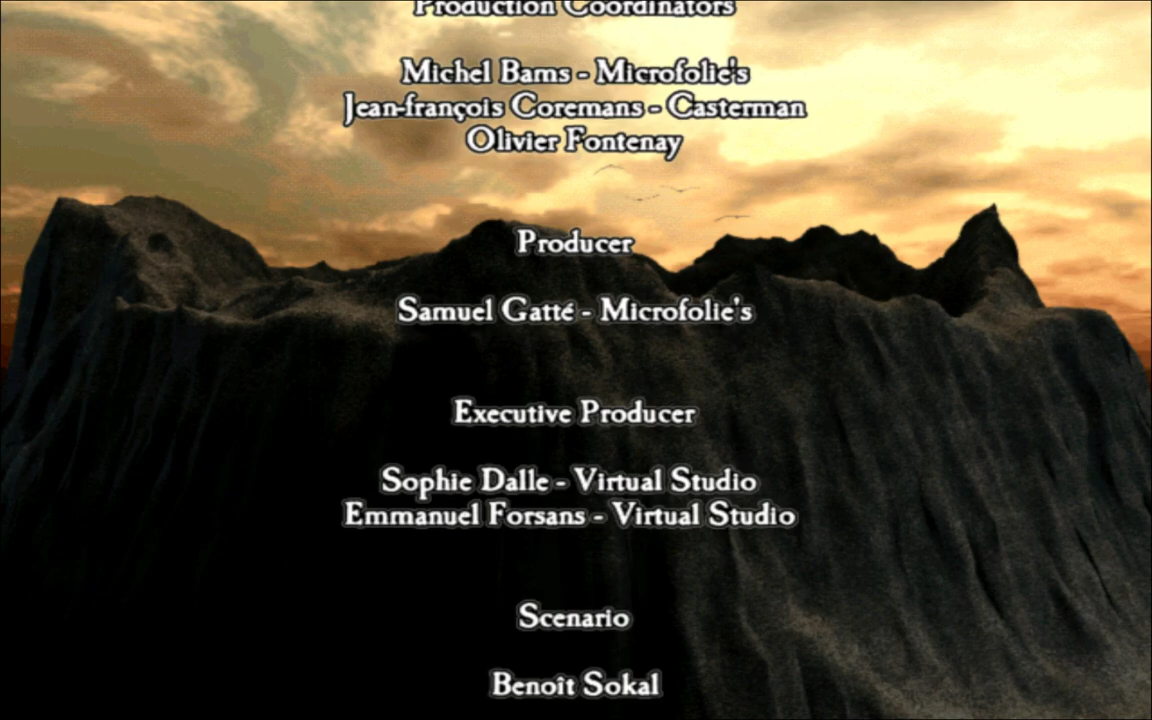 Production Coordinators
Michel Bams - Microfolie's
Jean-françois Coremans - Casterman
Olivier Fontenay
Producer
Samuel Gatté - Microfolie's
Executive Producer
Sophie Dalle - Virtual Studio
Emmanuel Forsans - Virtual Studio
Scenario
Benoît Sokal